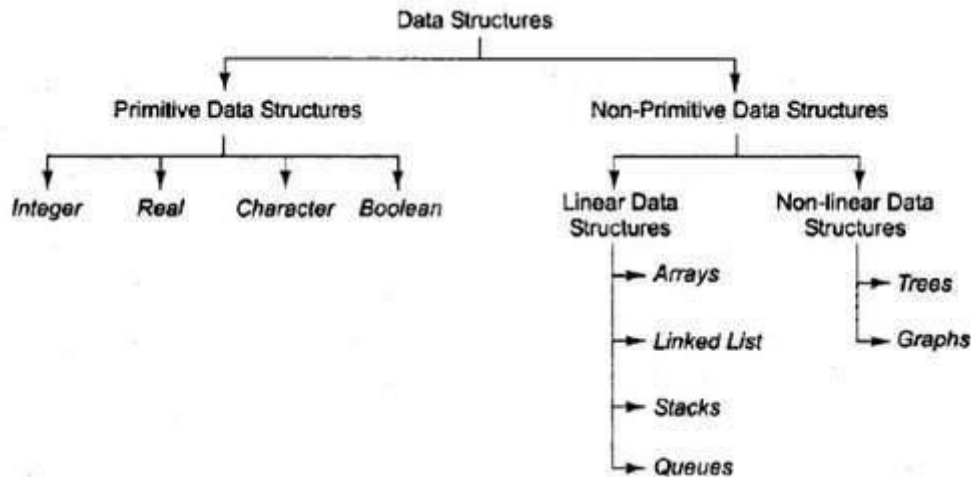 Data Structures
Primitive Data Structures
Non-Primitive Data Structures
Integer
Real
Character
Boolean
Linear Data
Structures
Non-linear Data
Structures
Arrays
Linked List
Stacks
Queues
Trees
Graphs